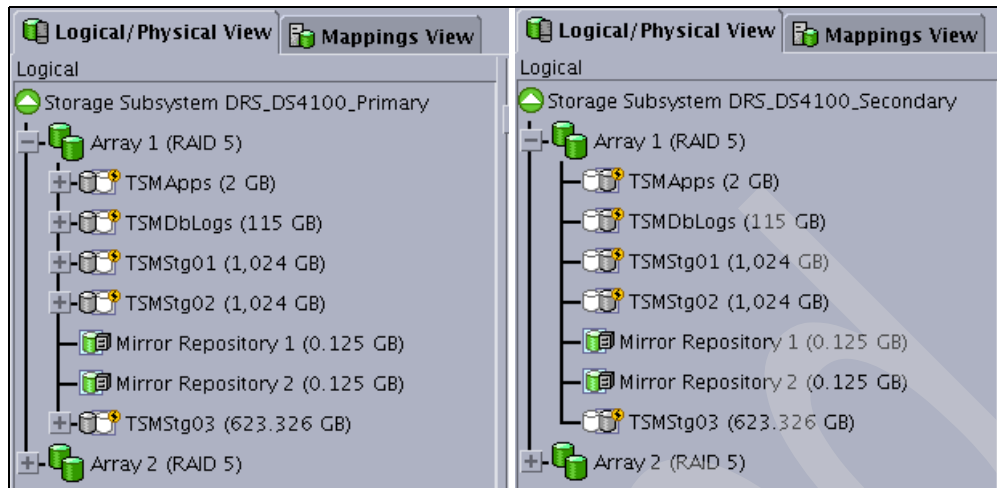 Logical/Physical View
Mappings View
Logical
Storage Subsystem DRS_DS4100_Primary
Array 1 (RAID 5)
TSMApps (2 GB)
TSMDbLogs (115 GB)
TSMStg01 (1,024 GB)
TSMStg02 (1,024 GB)
Mirror Repository 1 (0.125 GB)
Mirror Repository 2 (0.125 GB)
TSMStg03 (623.326 GB)
Array 2 (RAID 5)
Logical/Physical View
Mappings View
Logical
Storage Subsystem DRS_DS4100_Secondary
Array 1 (RAID 5)
TSMApps (2 GB)
TSMDbLogs (115 GB)
TSMStg01 (1,024 GB)
TSMStg02 (1,024 GB)
Mirror Repository 1 (0.125 GB)
Mirror Repository 2 (0.125 GB)
TSMStg03 (623.326 GB)
Array 2 (RAID 5)